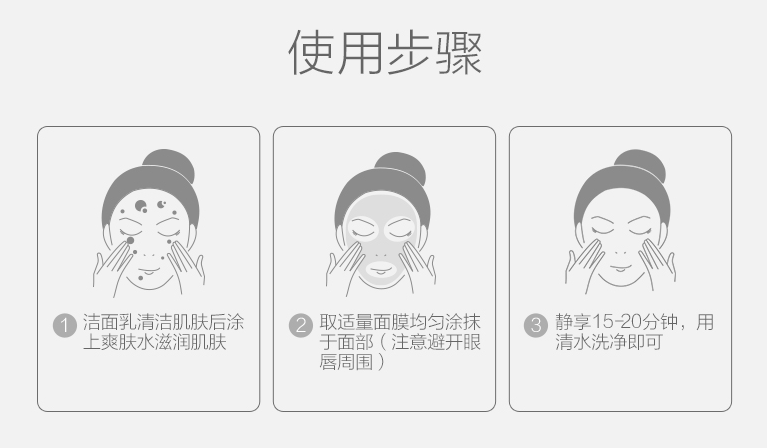 使用步骤
1 洁面乳清洁肌肤后涂
上爽肤水滋润肌肤
2 取适量面膜均匀涂抹
于面部（注意避开眼
唇周围）
3 静享15-20分钟，用
清水洗净即可